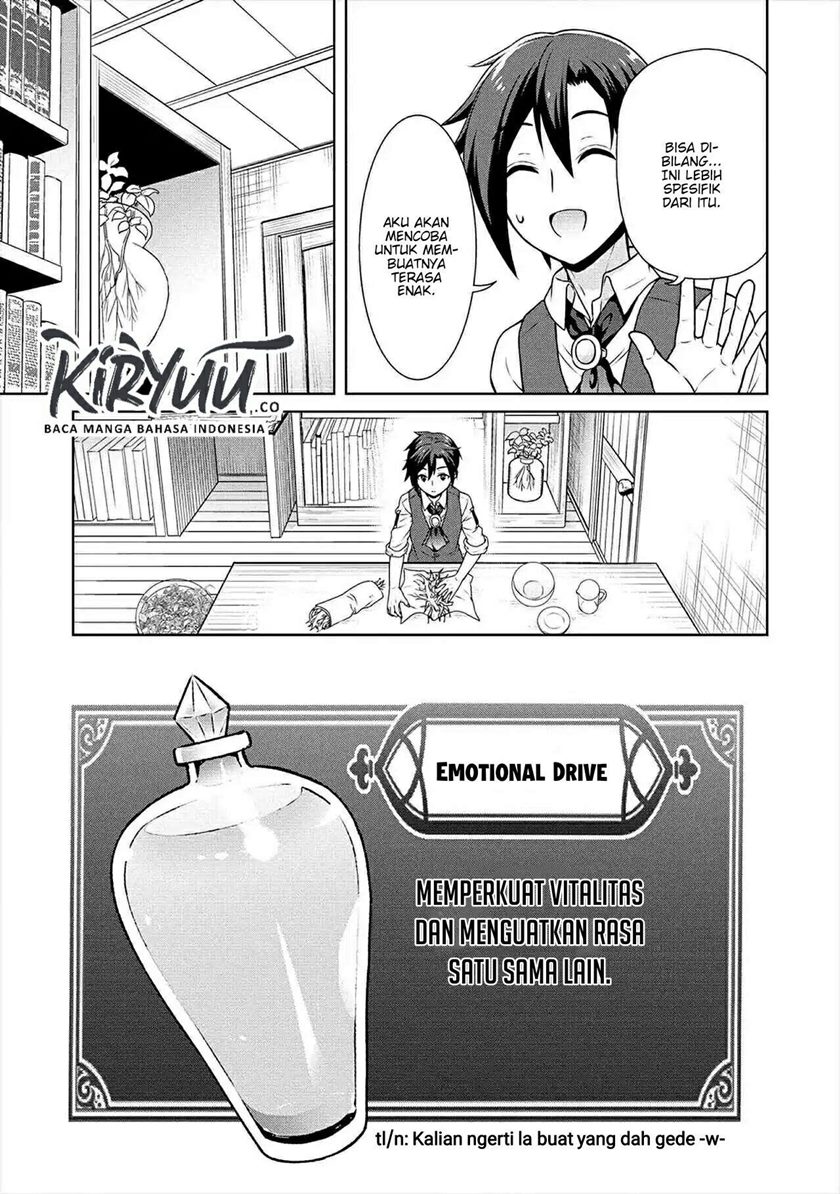 BISA DI-
BILANG...
INI LEBIH
SPESIFIK
DARI ITU.
AKU AKAN
MENCOBA
UNTUK MEM-
BUATNYA
TERASA
ENAK.
KIRYUU
.CO
BACA MANGA BAHASA INDONESIA
EMOTIONAL DRIVE
MEMPERKUAT VITALITAS
DAN MENGUATKAN RASA
SATU SAMA LAIN.
tl/n: Kalian ngerti la buat yang dah gede -w-